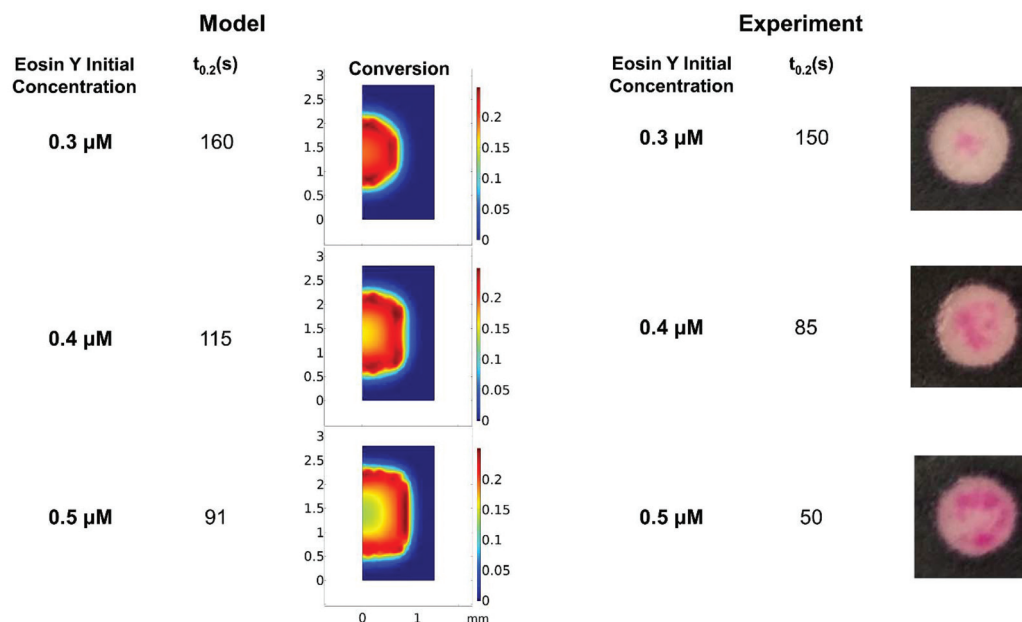 Model
Experiment
Eosin Y Initial
Concentration
t0.2(s)
Conversion
Eosin Y Initial
Concentration
t0.2(s)
3
2.5
2
1.5
1
0.5
0
0.2
0.15
0.1
0.05
0
0.3 µM
160
0.3 µM
150
3
2.5
2
1.5
1
0.5
0
0.2
0.15
0.1
0.05
0
0.4 µM
115
0.4 µM
85
3
2.5
2
1.5
1
0.5
0
0.2
0.15
0.1
0.05
0
0.5 µM
91
0.5 µM
50
0 1 mm